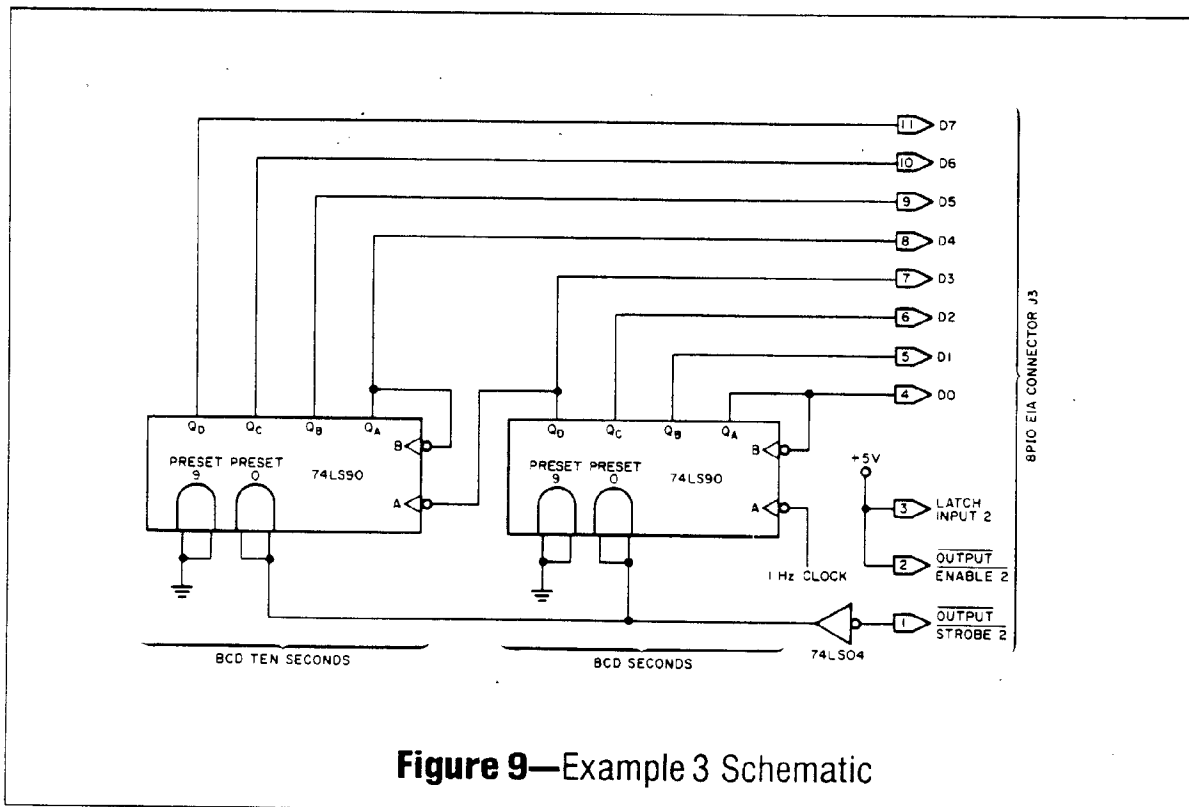 11 D7
10 D6
9 D5
8 D4
7 D3
6 D2
5 D1
4 D0
8PIO EIA CONNECTOR J3
QD QC QB QA
B
PRESET 9
PRESET 0
74LS90
A
QD QC QB QA
B
PRESET 9
PRESET 0
74LS90
A
+5V
3 LATCH INPUT 2
2 OUTPUT ENABLE 2
1 Hz CLOCK
1 OUTPUT STROBE 2
74LS04
BCD TEN SECONDS
BCD SECONDS
Figure 9—Example 3 Schematic